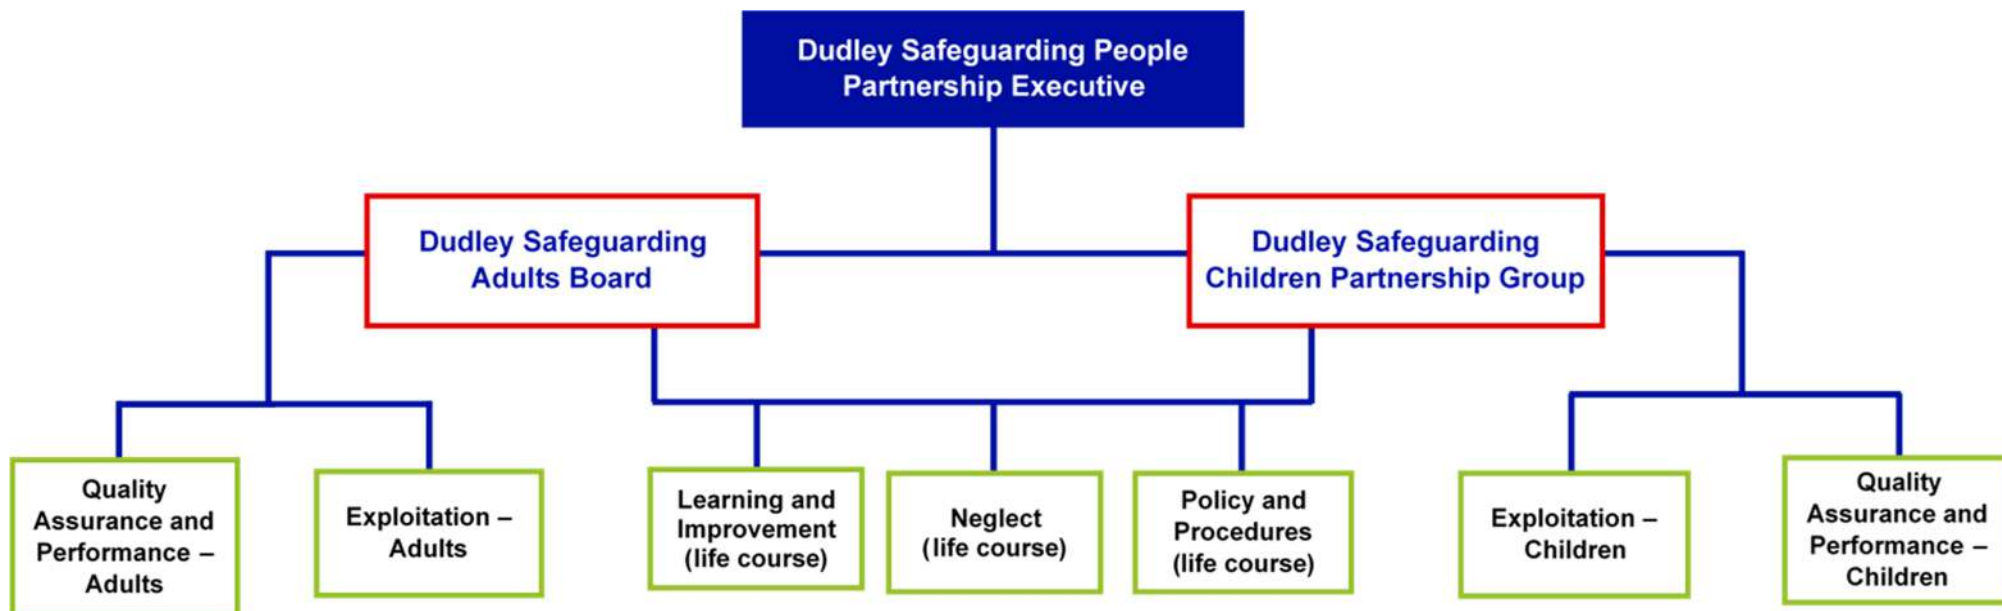 Dudley Safeguarding People
Partnership Executive
Dudley Safeguarding
Adults Board
Dudley Safeguarding
Children Partnership Group
Quality
Assurance and
Performance –
Adults
Exploitation –
Adults
Learning and
Improvement
(life course)
Neglect
(life course)
Policy and
Procedures
(life course)
Exploitation –
Children
Quality
Assurance and
Performance –
Children